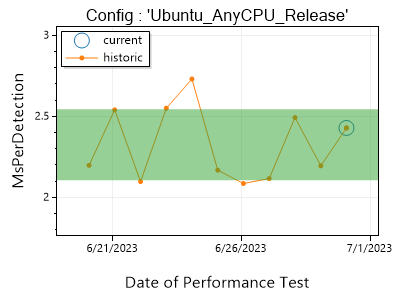 Config : 'Ubuntu_AnyCPU_Release'
current
historic
3
2.5
2
MsPerDetection
6/21/2023
6/26/2023
7/1/2023
Date of Performance Test